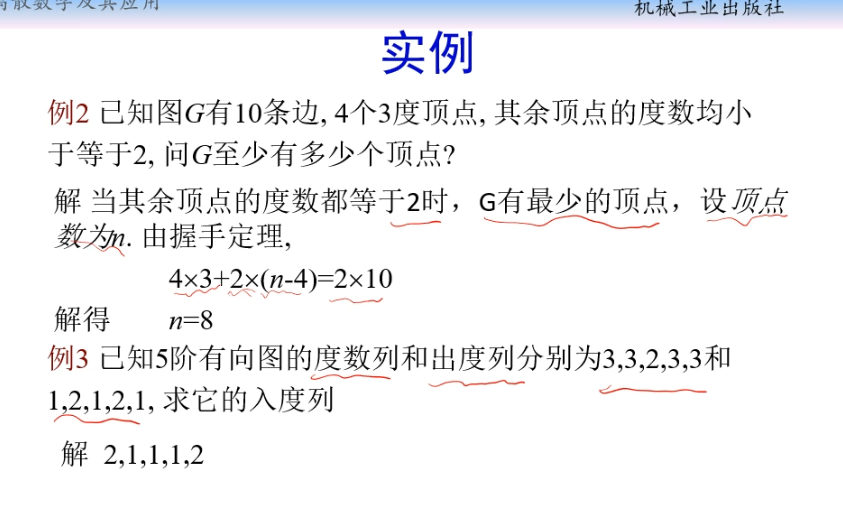 离散数学及其应用
机械工业出版社
实例
例2 已知图G有10条边, 4个3度顶点, 其余顶点的度数均小
于等于2, 问G至少有多少个顶点?
解 当其余顶点的度数都等于2时，G有最少的顶点，设顶点
数为n. 由握手定理,
4×3+2×(n-4)=2×10
解得 n=8
例3 已知5阶有向图的度数列和出度列分别为3,3,2,3,3和
1,2,1,2,1, 求它的入度列
解 2,1,1,1,2